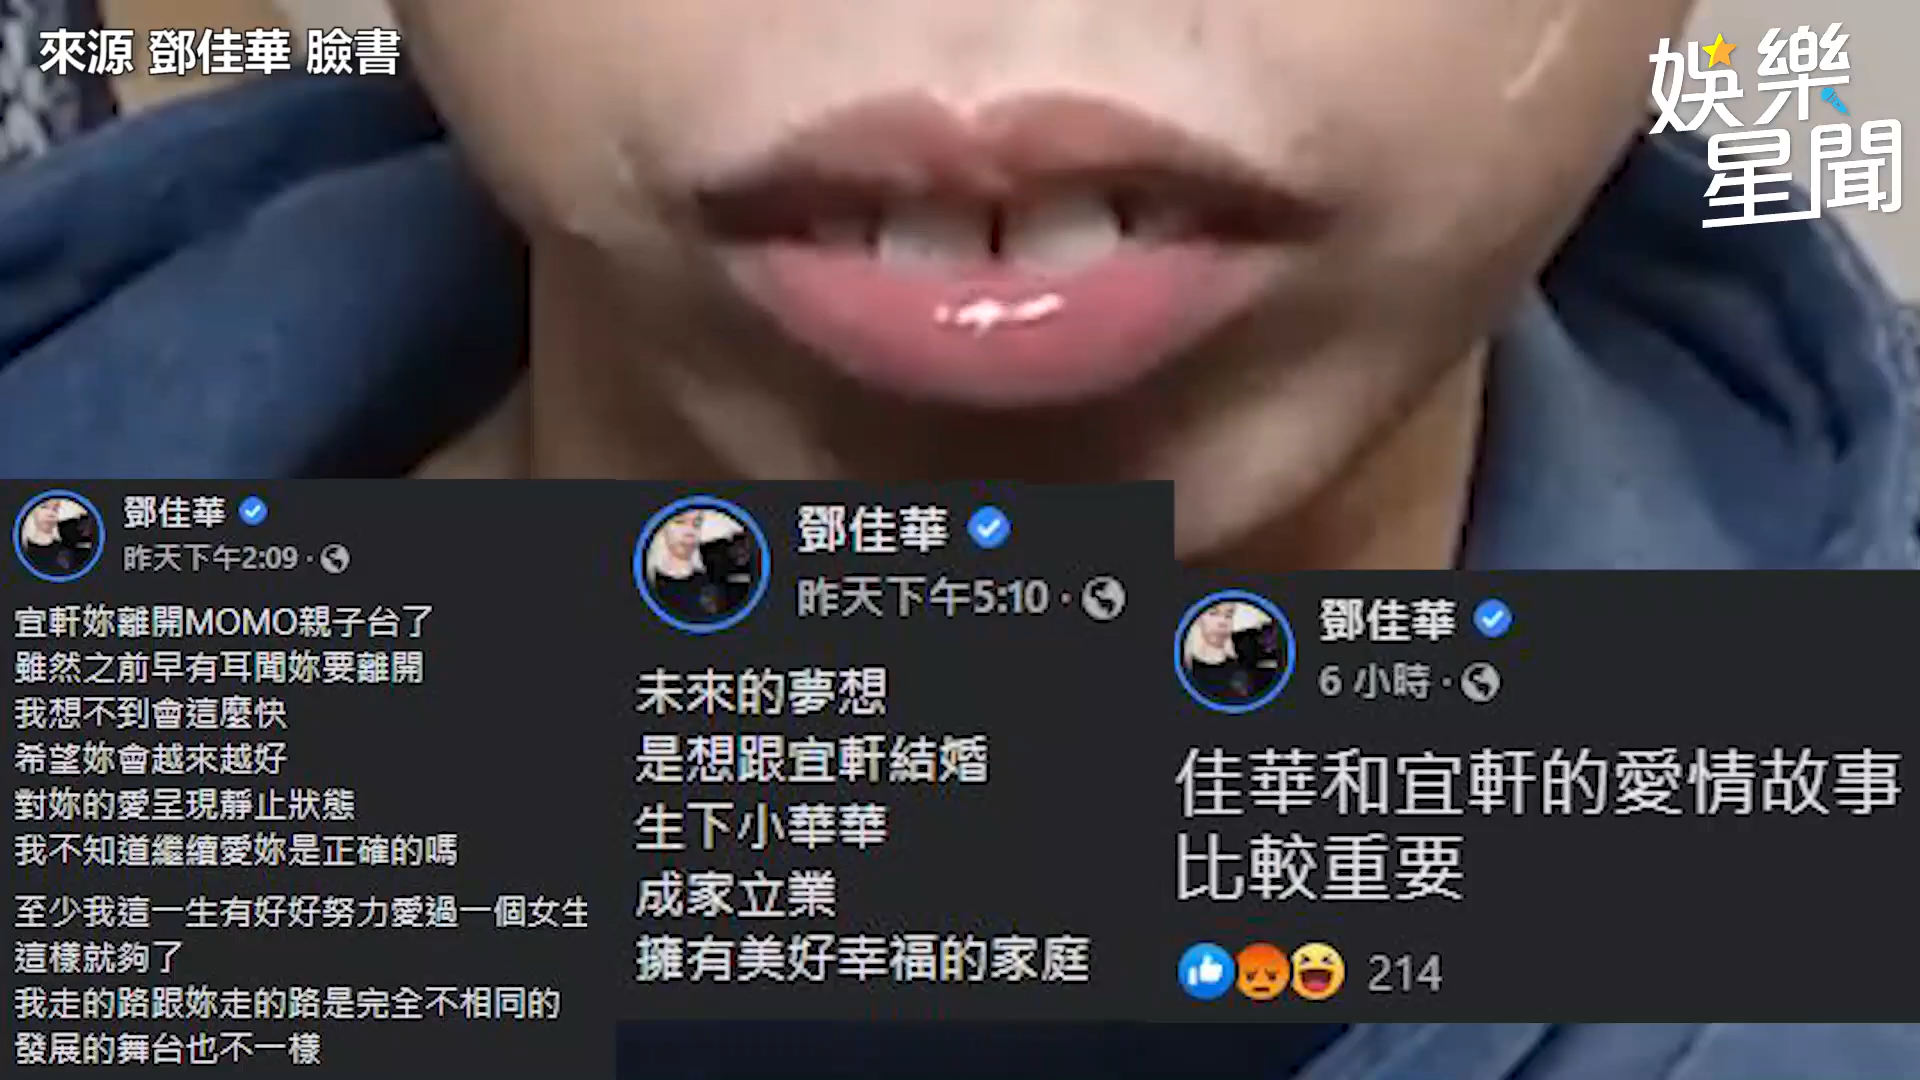 來源 鄧佳華 臉書
娛樂
星聞
鄧佳華
昨天下午2:09 ·
宜軒妳離開MOMO親子台了
雖然之前早有耳聞妳要離開
我想不到會這麼快
希望妳會越來越好
對妳的愛呈現靜止狀態
我不知道繼續愛妳是正確的嗎
至少我這一生有好好努力愛過一個女生
這樣就夠了
我走的路跟妳走的路是完全不相同的
發展的舞台也不一樣
鄧佳華
昨天下午5:10 ·
未來的夢想
是想跟宜軒結婚
生下小華華
成家立業
擁有美好幸福的家庭
鄧佳華
6 小時 ·
佳華和宜軒的愛情故事
比較重要
214